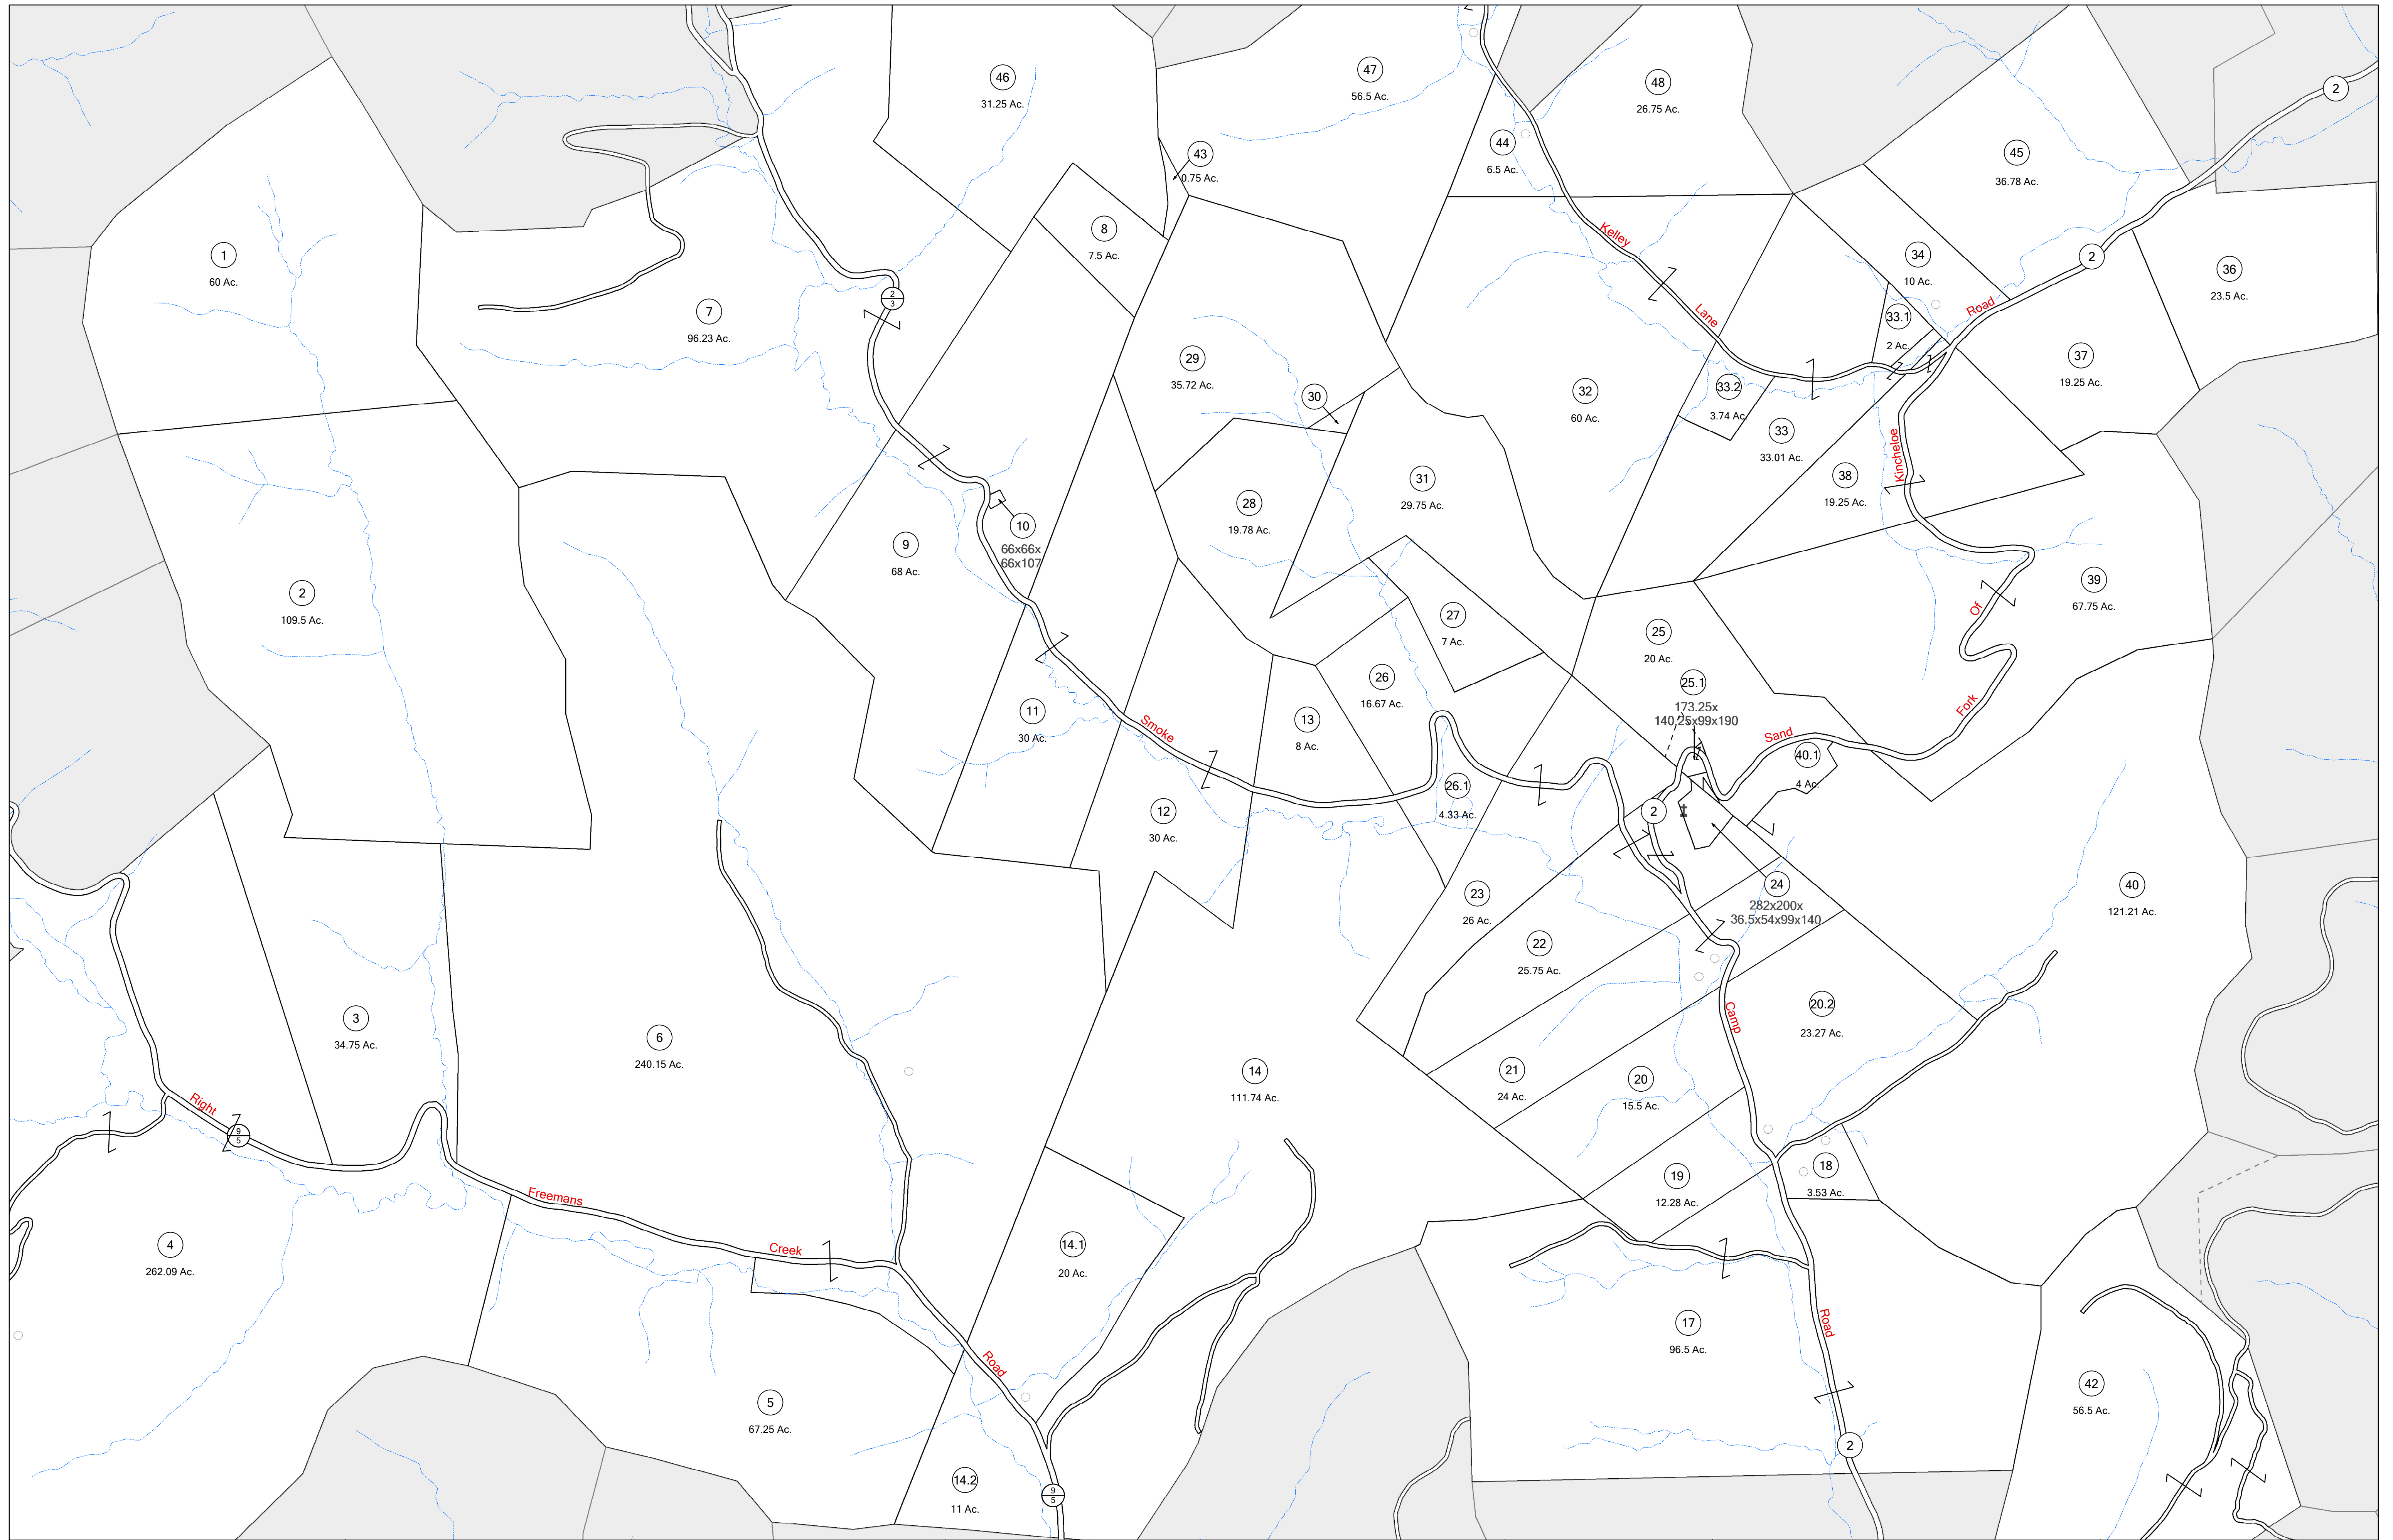 46
31.25 Ac.
47
56.5 Ac.
48
26.75 Ac.
2
43
0.75 Ac.
44
6.5 Ac.
45
36.78 Ac.
1
60 Ac.
8
7.5 Ac.
Kelley
34
10 Ac.
2
36
23.5 Ac.
7
96.23 Ac.
2
3
Lane
33.1
2 Ac.
Road
29
35.72 Ac.
30
32
60 Ac.
33.2
3.74 Ac.
37
19.25 Ac.
33
33.01 Ac.
Kincheloe
28
19.78 Ac.
31
29.75 Ac.
38
19.25 Ac.
10
66x66x
66x107
9
68 Ac.
2
109.5 Ac.
27
7 Ac.
25
20 Ac.
Of
39
67.75 Ac.
26
16.67 Ac.
25.1
173.25x
140.25x99x190
11
30 Ac.
Smoke
13
8 Ac.
Sand
Fork
40.1
4 Ac.
12
30 Ac.
26.1
4.33 Ac.
2
23
26 Ac.
24
282x200x
36.5x54x99x140
40
121.21 Ac.
22
25.75 Ac.
3
34.75 Ac.
6
240.15 Ac.
Camp
20.2
23.27 Ac.
14
111.74 Ac.
21
24 Ac.
20
15.5 Ac.
Right
9
5
19
12.28 Ac.
18
3.53 Ac.
Freemans
Creek
4
262.09 Ac.
14.1
20 Ac.
17
96.5 Ac.
Road
Road
5
67.25 Ac.
42
56.5 Ac.
2
14.2
11 Ac.
9
5